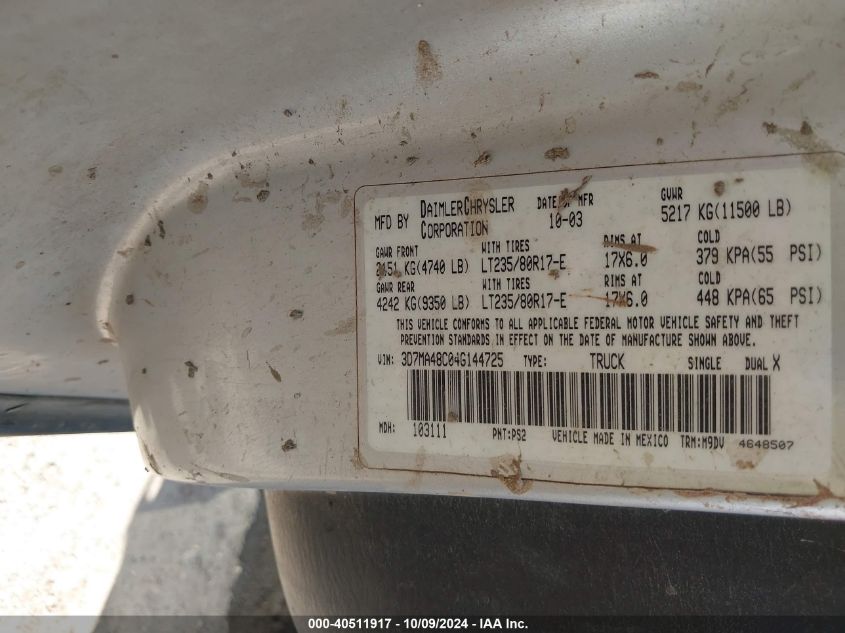 MFD BY DAIMLERCHRYSLER CORPORATION DATE OF MFR 10-03 GVWR 5217 KG(11500 LB)
GAWR FRONT WITH TIRES RIMS AT COLD
2151 KG(4740 LB) LT235/80R17-E 17X6.0 379 KPA(55 PSI)
GAWR REAR WITH TIRES RIMS AT COLD
4242 KG(9350 LB) LT235/80R17-E 17X6.0 448 KPA(65 PSI)
THIS VEHICLE CONFORMS TO ALL APPLICABLE FEDERAL MOTOR VEHICLE SAFETY AND THEFT
PREVENTION STANDARDS IN EFFECT ON THE DATE OF MANUFACTURE SHOWN ABOVE.
VIN: 3D7MA48C04G144725 TYPE: TRUCK SINGLE DUAL X
MDH: 103111 PNT:PS2 VEHICLE MADE IN MEXICO TRM:M9DV 4648507
000-40511917 - 10/09/2024 - IAA Inc.